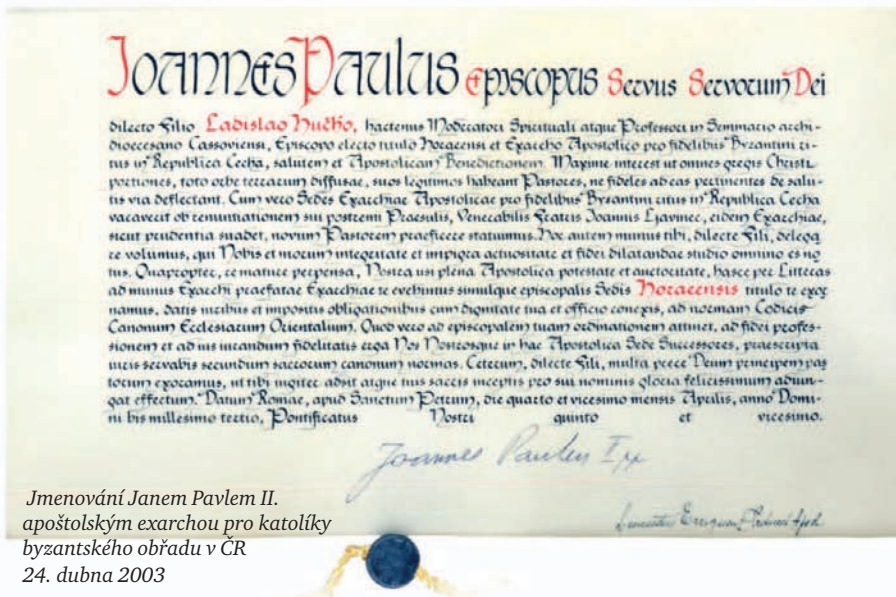 JOANNES PAULUS EPISCOPUS SERVUS SERVORUM DEI
dilecto Filio Ladislao Hučko, hactenus Moderatori Spirituali atque Professori in Seminario archi-
dioecesano Cassoviensi, Episcopo electo titulo Horaeensi et Exarcho Apostolico pro fidelibus Byzantini ri-
tus in Republica Cecha, salutem et Apostolicam Benedictionem. Maxime interest ut omnes gregis Christi
portiones, toto orbe terrarum diffusae, suos legitimos habeant Pastores, ne fideles ad eas pertinentes de salu-
tis via deflectant. Cum vero Sedes Exarchiae Apostolicae pro fidelibus Byzantini ritus in Republica Cecha
vacaverit ob renuntiationem sui postremi Praesulis, Venerabilis Fratris Ioannis Ljavinec, eidem Exarchiae,
sicut prudentia suadet, novum Pastorem praeficere statuimus. Hoc autem munus tibi, dilecte Fili, delega
re volumus, qui Nobis et morum integritate et impigra actuositate et fidei dilatandae studio omnino es no
tus. Quapropter, re mature perpensa, Nostra usi plena Apostolica potestate et auctoritate, hasce per Litteras
ad munus Exarchi praefatae Exarchiae te evehimus simulque episcopalis Sedis Horaeensis titulo te exor
namus, datis iuribus et impositis obligationibus cum dignitate tua et officio conexis, ad normam Codicis
Canonum Ecclesiarum Orientalium. Quod vero ad episcopalem tuam ordinationem attinet, ad fidei profes-
sionem et ad ius iurandum fidelitatis erga Nos Nostrosque in hac Apostolica Sede Successores, praescripta
iuris servabis secundum sacrorum canonum normas. Ceterum, dilecte Fili, multa prece Deum principem pas
torum exoramus, ut tibi iugiter adsit atque tuis sacris inceptis pro sui nominis gloria felicissimum adiun-
gat effectum. Datum Romae, apud Sanctum Petrum, die quarto et vicesimo mensis Aprilis, anno Domi-
ni bis millesimo tertio, Pontificatus Nostri quinto et vicesimo.
Joannes Paulus II pp
Jmenování Janem Pavlem II.
apoštolským exarchou pro katolíky
byzantského obřadu v ČR
24. dubna 2003